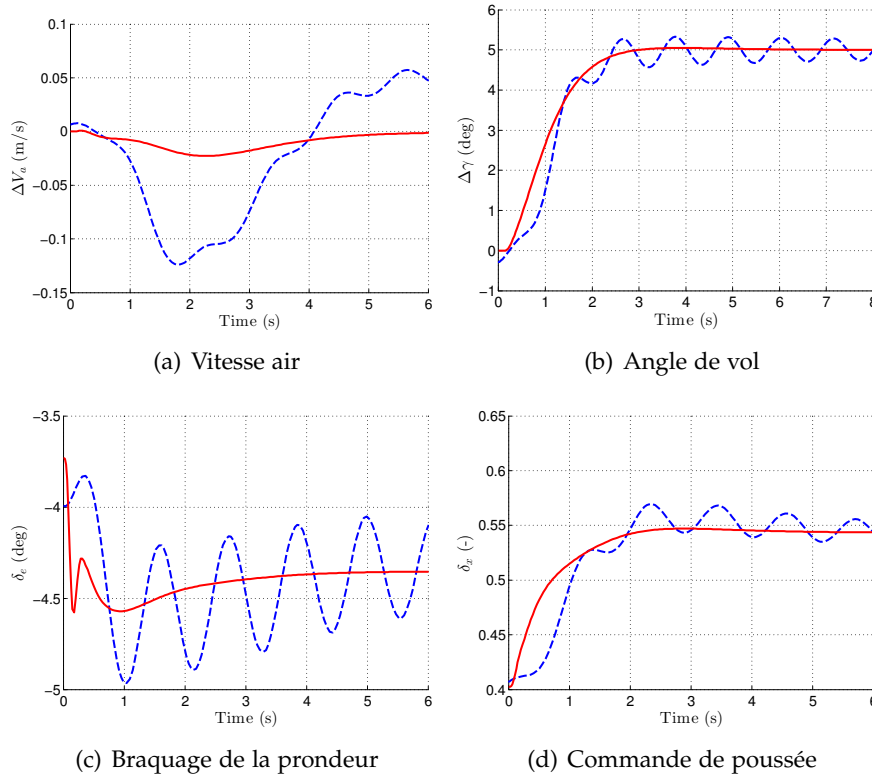 0.1
0.05
0
−0.05
−0.1
−0.15
ΔVa (m/s)
0 1 2 3 4 5 6
Time (s)
(a) Vitesse air
6
5
4
3
2
1
0
−1
Δγ (deg)
0 1 2 3 4 5 6 7 8
Time (s)
(b) Angle de vol
−3.5
−4
−4.5
−5
δe (deg)
0 1 2 3 4 5 6
Time (s)
(c) Braquage de la prondeur
0.65
0.6
0.55
0.5
0.45
0.4
δx (-)
0 1 2 3 4 5 6
Time (s)
(d) Commande de poussée